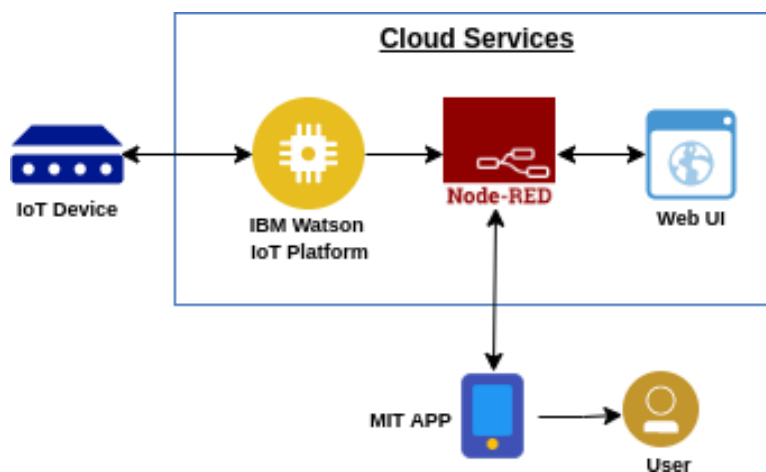 Cloud Services
IoT Device
IBM Watson
IoT Platform
Node-RED
Web UI
MIT APP
User